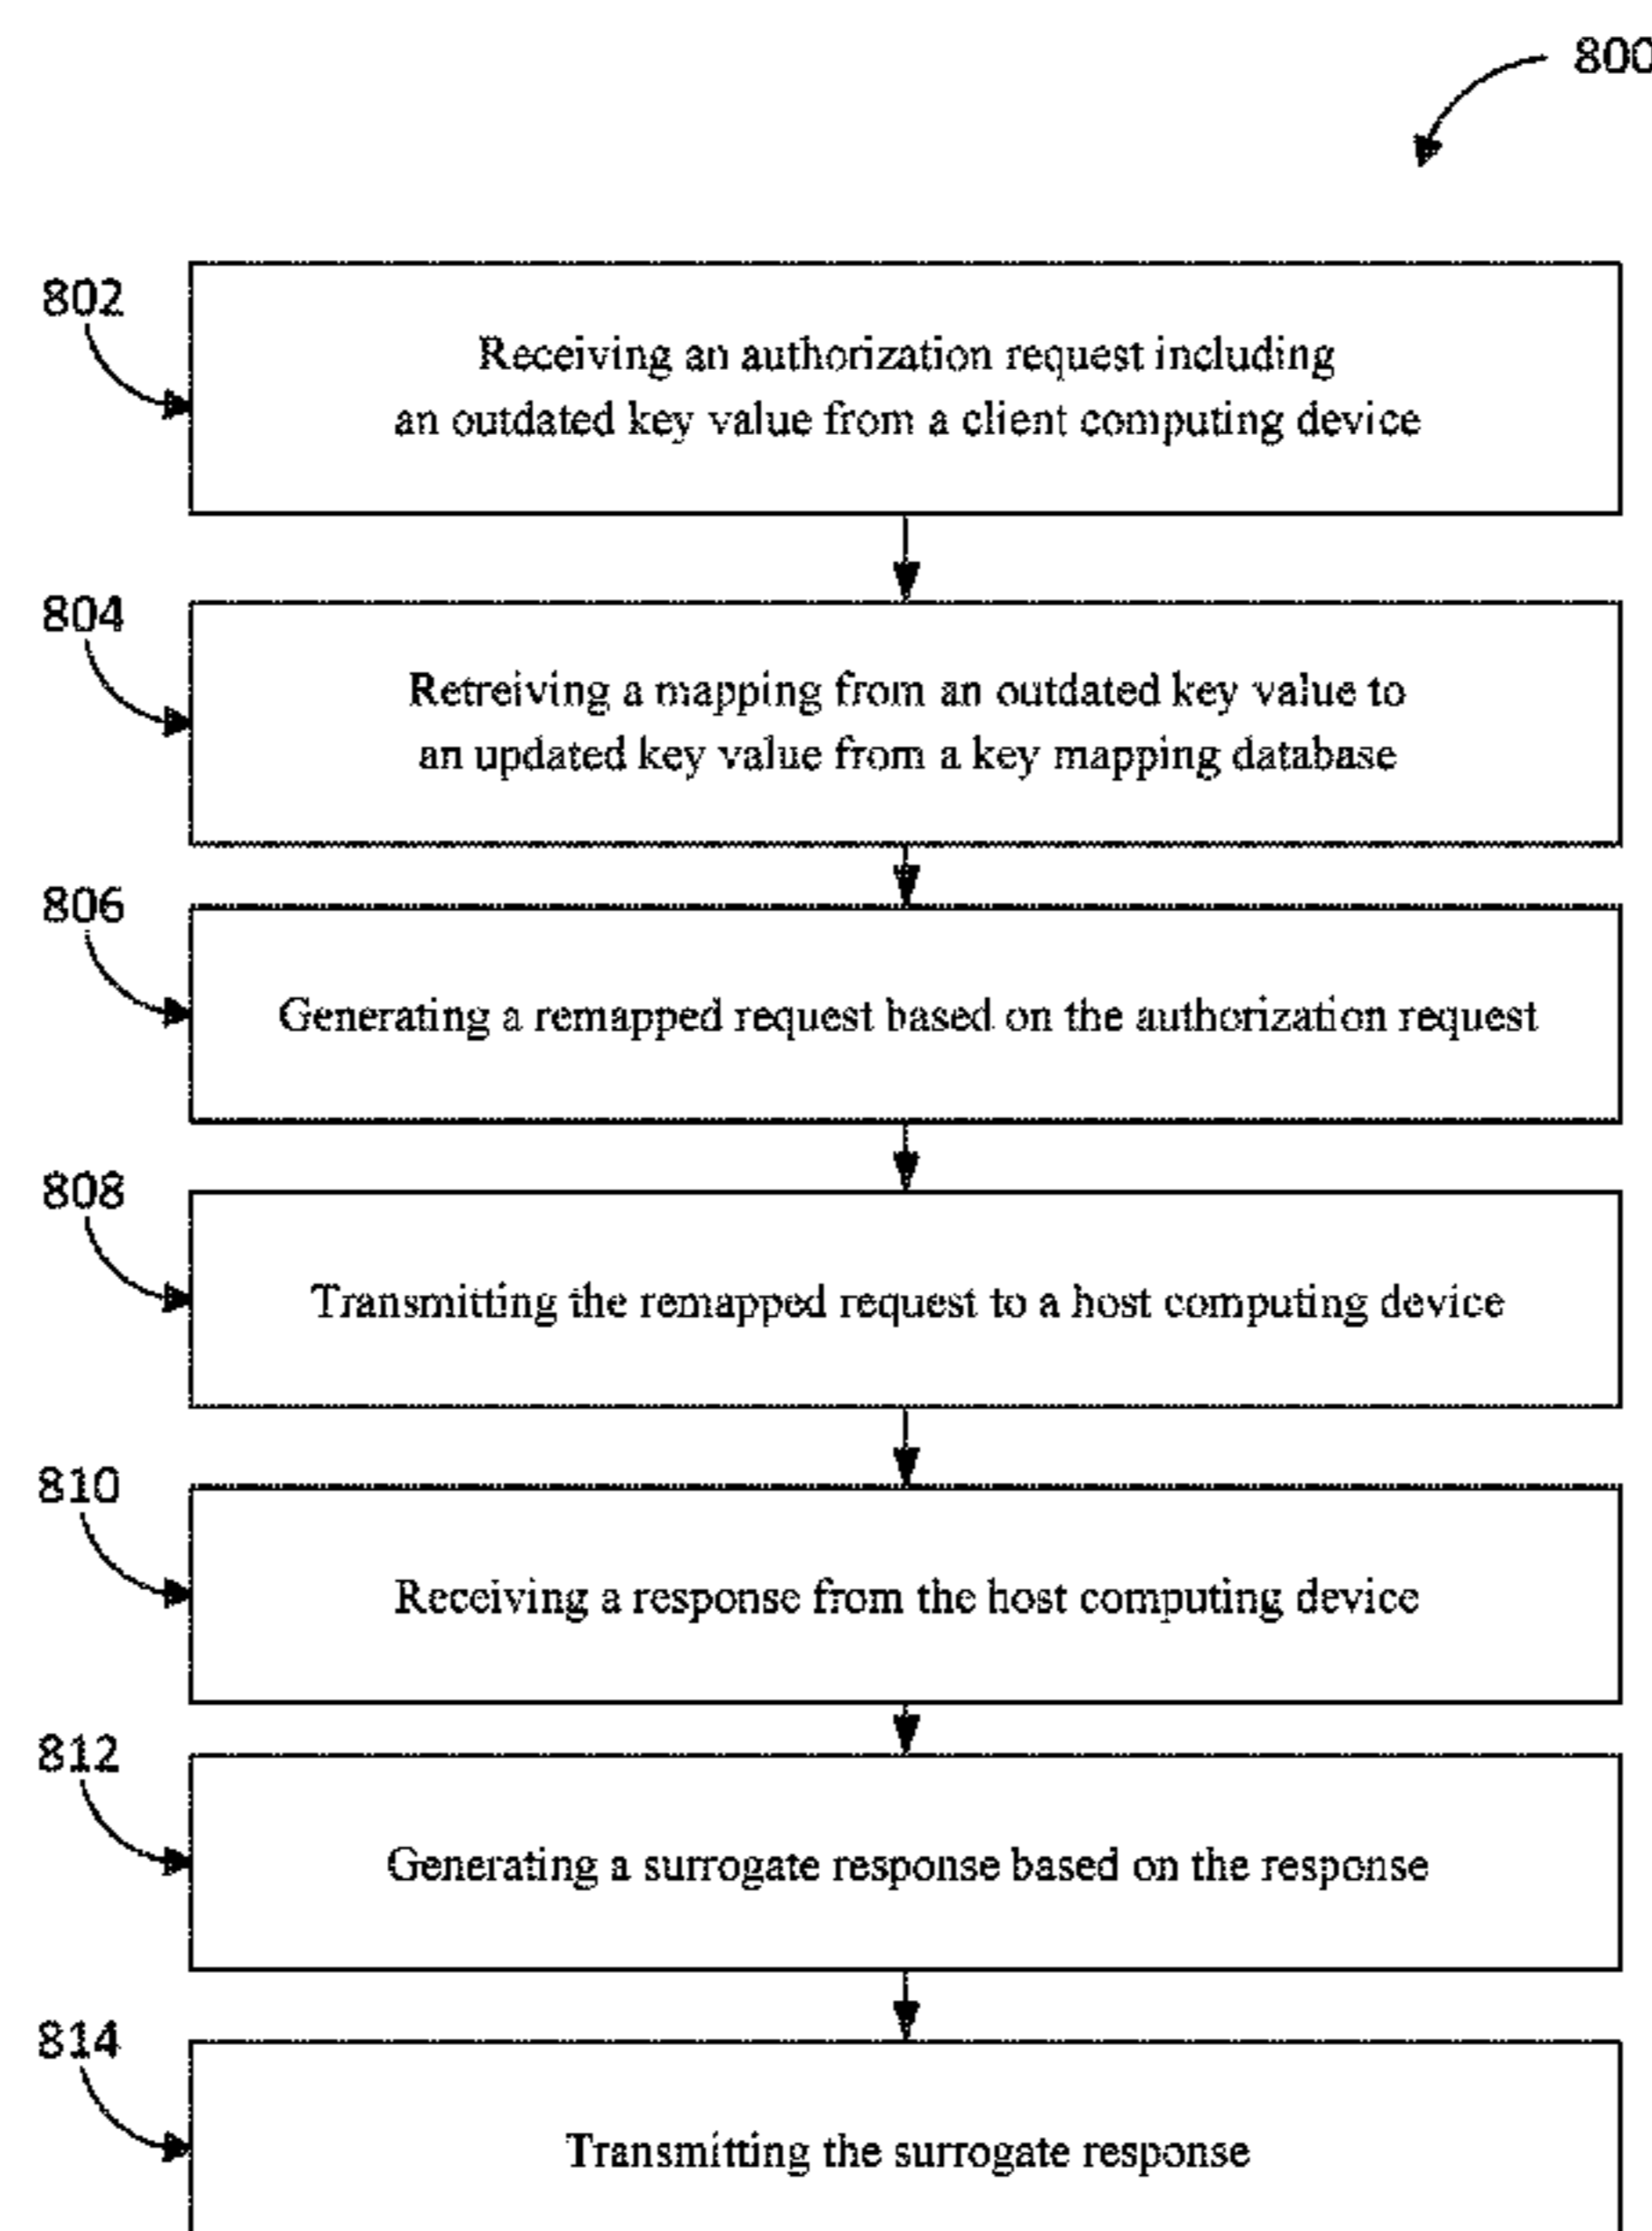 800
802
Receiving an authorization request including
an outdated key value from a client computing device
804
Retreiving a mapping from an outdated key value to
an updated key value from a key mapping database
806
Generating a remapped request based on the authorization request
808
Transmitting the remapped request to a host computing device
810
Receiving a response from the host computing device
812
Generating a surrogate response based on the response
814
Transmitting the surrogate response